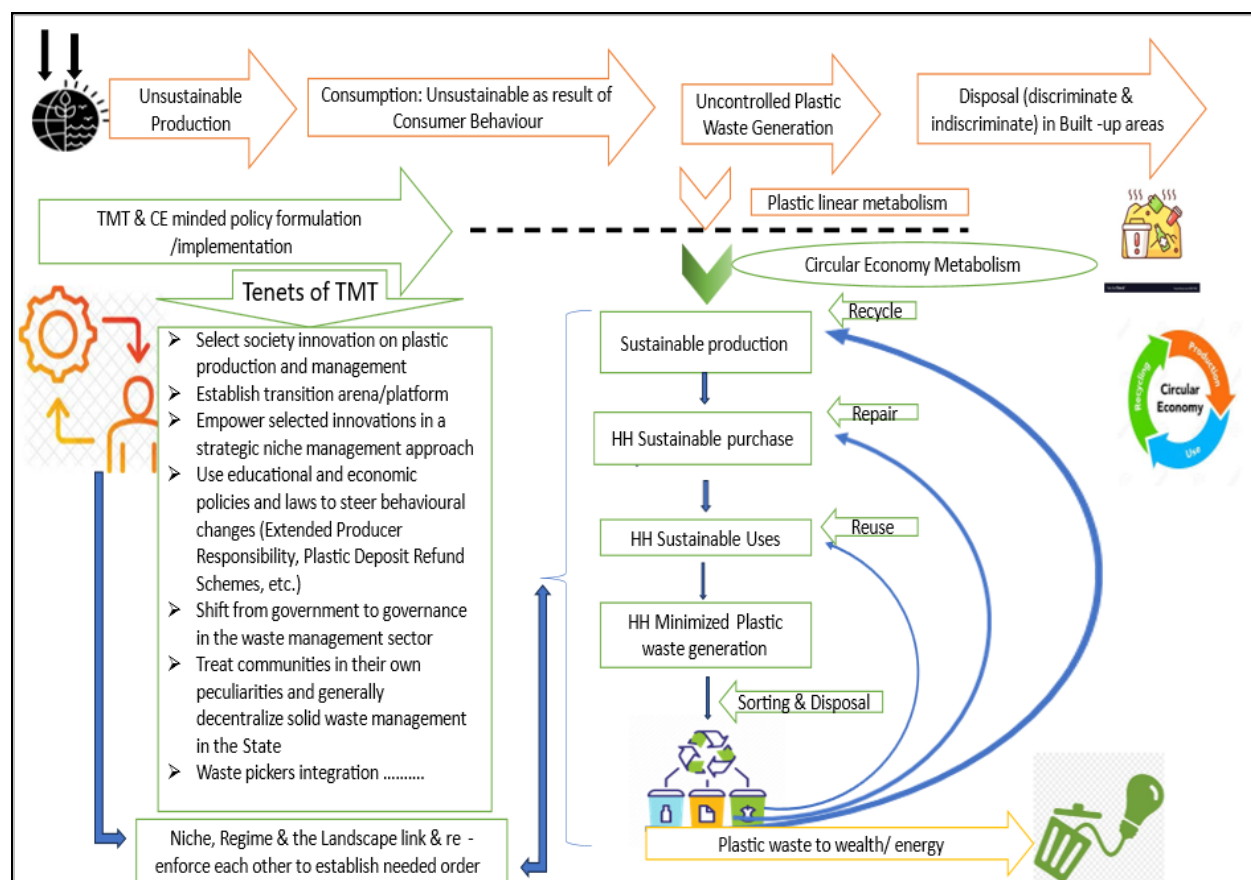 Unsustainable
Production
Consumption: Unsustainable as result of
Consumer Behaviour
Uncontrolled Plastic
Waste Generation
Disposal (discriminate &
indiscriminate) in Built -up areas
TMT & CE minded policy formulation
/implementation
Plastic linear metabolism
Circular Economy Metabolism
Tenets of TMT
➢ Select society innovation on plastic
production and management
➢ Establish transition arena/platform
➢ Empower selected innovations in a
strategic niche management approach
➢ Use educational and economic
policies and laws to steer behavioural
changes (Extended Producer
Responsibility, Plastic Deposit Refund
Schemes, etc.)
➢ Shift from government to governance
in the waste management sector
➢ Treat communities in their own
peculiarities and generally
decentralize solid waste management
in the State
➢ Waste pickers integration ..........
Niche, Regime & the Landscape link & re -
enforce each other to establish needed order
Sustainable production
Recycle
HH Sustainable purchase
Repair
HH Sustainable Uses
Reuse
HH Minimized Plastic
waste generation
Sorting & Disposal
Plastic waste to wealth/ energy
Circular
Economy
Production
Use
Recycling